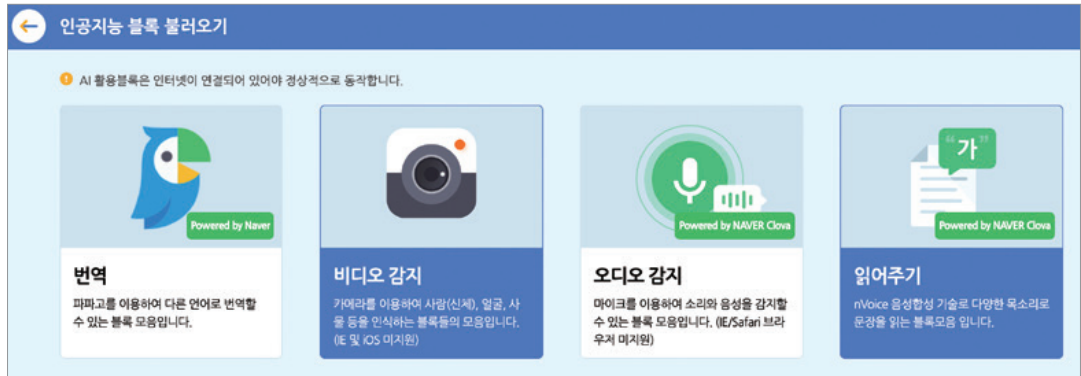 인공지능 블록 불러오기
AI 활용블록은 인터넷이 연결되어 있어야 정상적으로 동작합니다.
Powered by Naver
번역
파파고를 이용하여 다른 언어로 번역할
수 있는 블록 모음입니다.
비디오 감지
카메라를 이용하여 사람(신체), 얼굴, 사
물 등을 인식하는 블록들의 모음입니다.
(IE 및 iOS 미지원)
Powered by NAVER Clova
오디오 감지
마이크를 이용하여 소리와 음성을 감지할
수 있는 블록 모음입니다. (IE/Safari 브라
우저 미지원)
“가”
Powered by NAVER Clova
읽어주기
nVoice 음성합성 기술로 다양한 목소리로
문장을 읽는 블록모음 입니다.